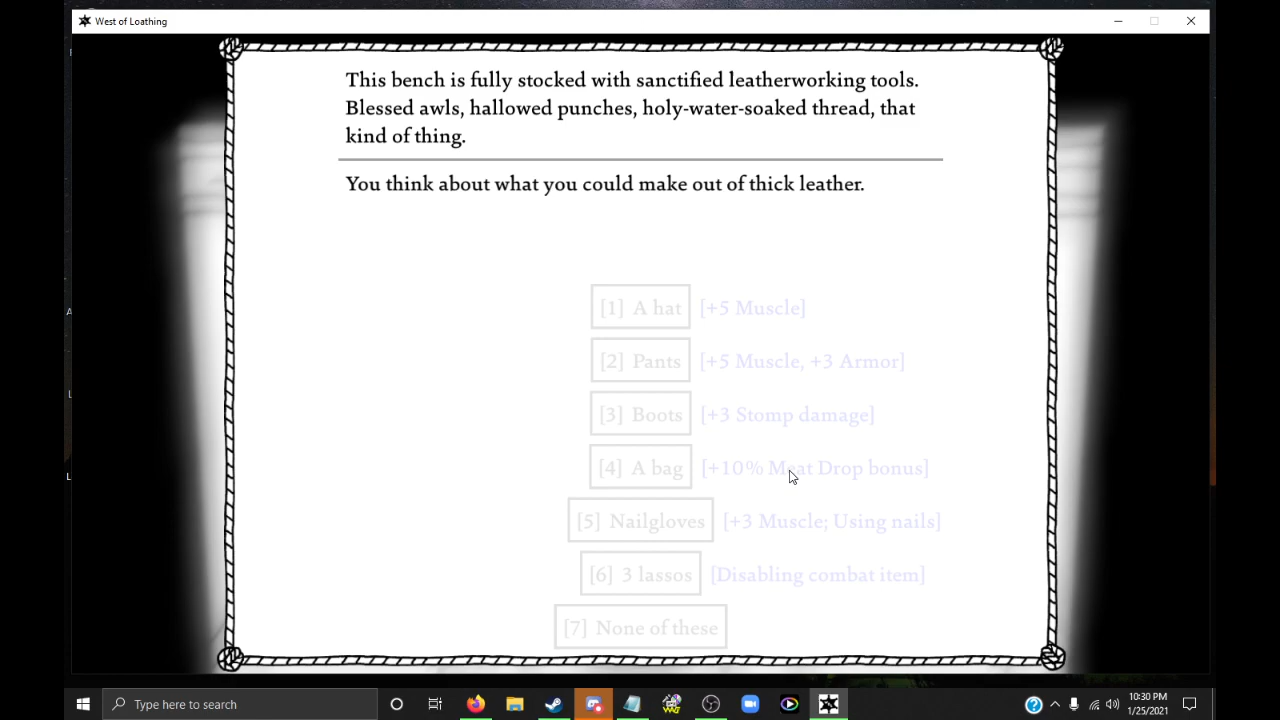 West of Loathing
This bench is fully stocked with sanctified leatherworking tools.
Blessed awls, hallowed punches, holy-water-soaked thread, that
kind of thing.
You think about what you could make out of thick leather.
[1] A hat [+5 Muscle]
[2] Pants [+5 Muscle, +3 Armor]
[3] Boots [+3 Stomp damage]
[4] A bag [+10% Meat Drop bonus]
[5] Nailgloves [+3 Muscle; Using nails]
[6] 3 lassos [Disabling combat item]
[7] None of these
Type here to search
10:30 PM
1/25/2021